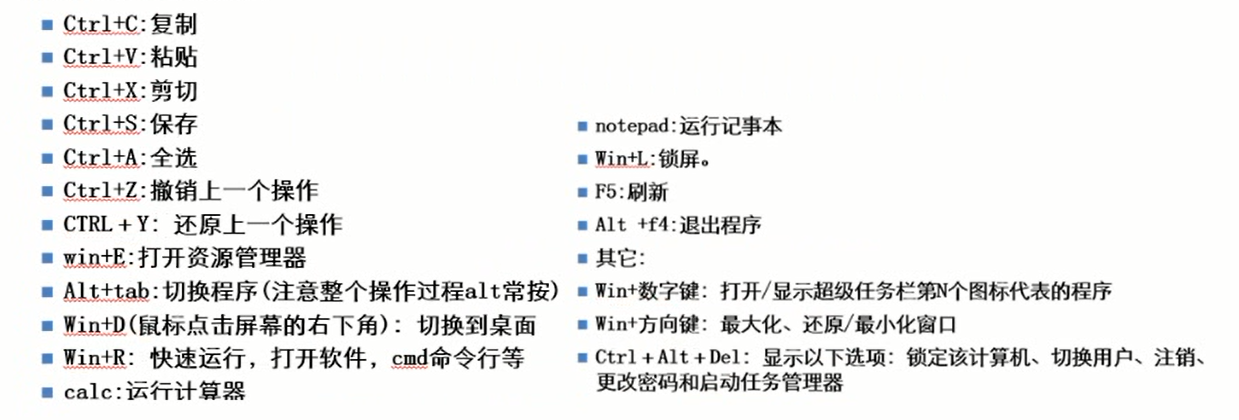 Ctrl+C:复制
Ctrl+V:粘贴
Ctrl+X:剪切
Ctrl+S:保存
Ctrl+A:全选
Ctrl+Z:撤销上一个操作
CTRL+Y: 还原上一个操作
win+E:打开资源管理器
Alt+tab:切换程序(注意整个操作过程alt常按)
Win+D(鼠标点击屏幕的右下角): 切换到桌面
Win+R: 快速运行，打开软件，cmd命令行等
calc:运行计算器
notepad:运行记事本
Win+L:锁屏。
F5:刷新
Alt +f4:退出程序
其它:
Win+数字键: 打开/显示超级任务栏第N个图标代表的程序
Win+方向键: 最大化、还原/最小化窗口
Ctrl+Alt+Del: 显示以下选项: 锁定该计算机、切换用户、注销、
更改密码和启动任务管理器